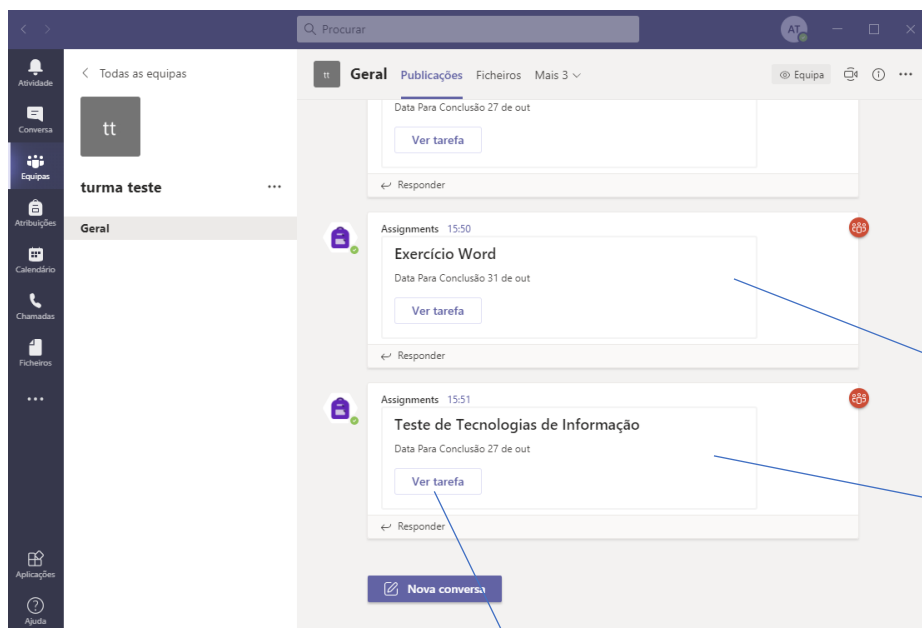 Procurar
AT
Atividade
Conversa
Equipas
Atribuições
Calendário
Chamadas
Ficheiros
Aplicações
Ajuda
Todas as equipas
tt
turma teste
Geral
tt Geral Publicações Ficheiros Mais 3 Equipa
Data Para Conclusão 27 de out
Ver tarefa
Responder
Assignments 15:50
Exercício Word
Data Para Conclusão 31 de out
Ver tarefa
Responder
Assignments 15:51
Teste de Tecnologias de Informação
Data Para Conclusão 27 de out
Ver tarefa
Responder
Nova conversa